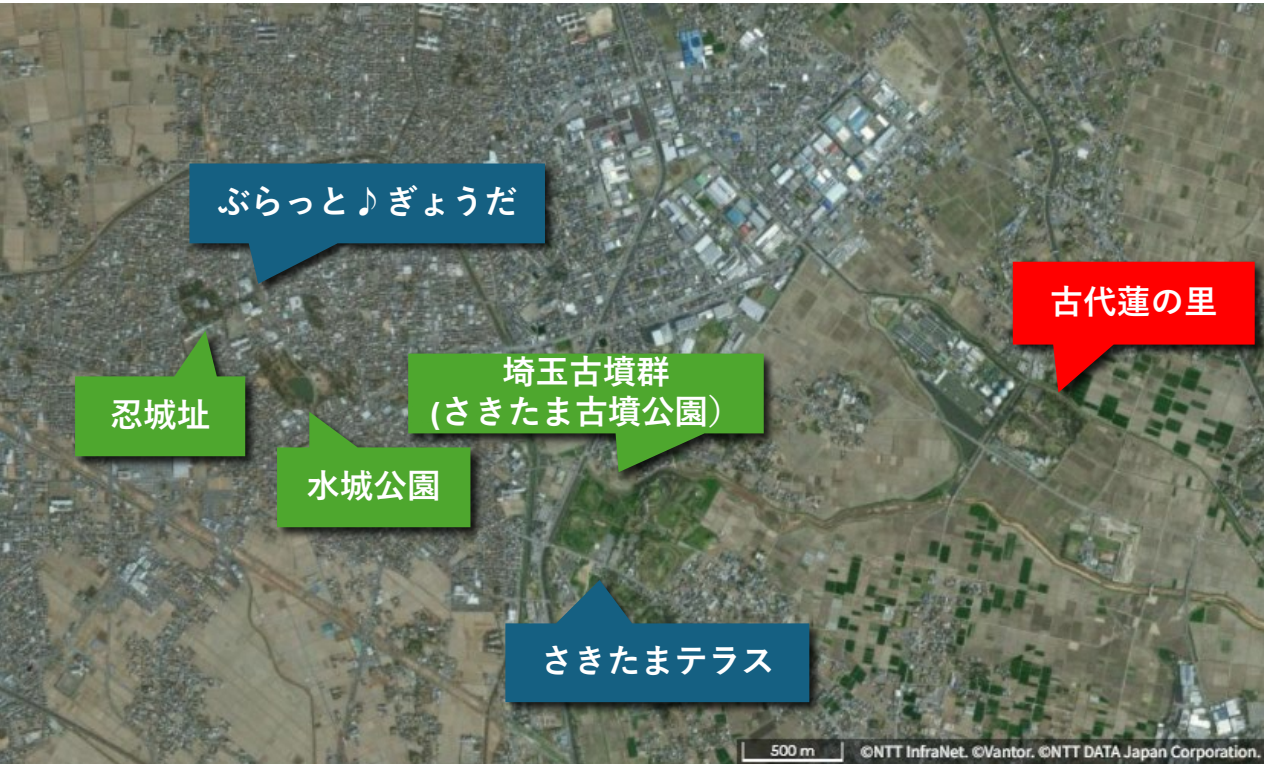 ぶらっと♪ぎょうだ
古代蓮の里
埼玉古墳群
(さきたま古墳公園）
忍城址
水城公園
さきたまテラス
500 m
©NTT InfraNet. ©Vantor. ©NTT DATA Japan Corporation.